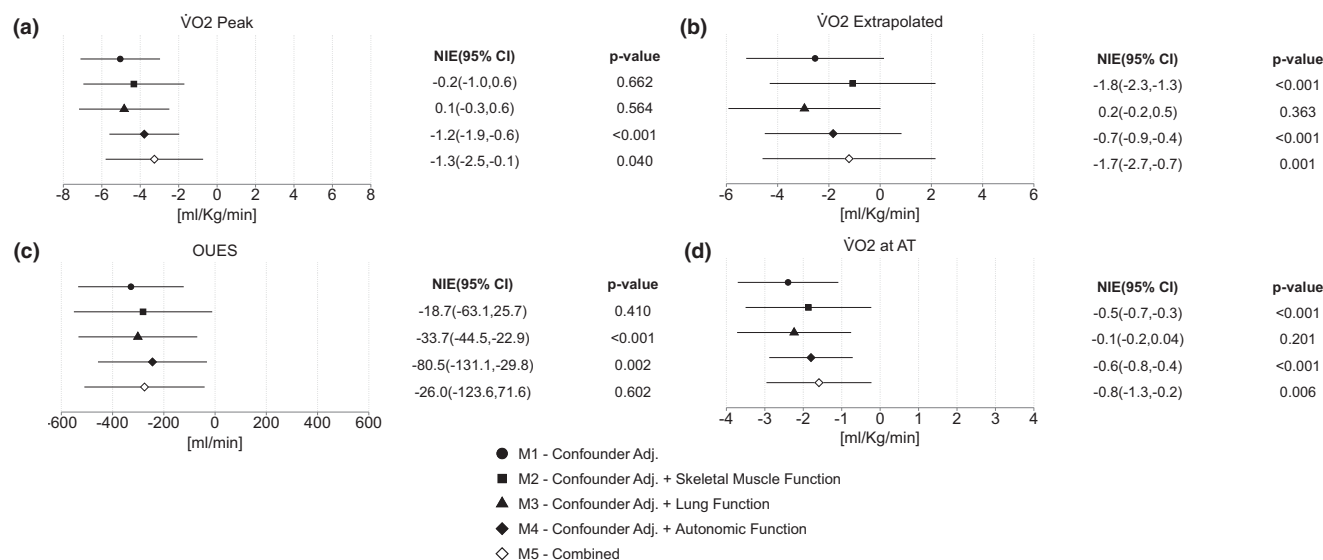 (a)
V̇O2 Peak
NIE(95% CI) p-value
-0.2(-1.0,0.6) 0.662
0.1(-0.3,0.6) 0.564
-1.2(-1.9,-0.6) <0.001
-1.3(-2.5,-0.1) 0.040
-8 -6 -4 -2 0 2 4 6 8
[ml/Kg/min]
(b)
V̇O2 Extrapolated
NIE(95% CI) p-value
-1.8(-2.3,-1.3) <0.001
0.2(-0.2,0.5) 0.363
-0.7(-0.9,-0.4) <0.001
-1.7(-2.7,-0.7) 0.001
-6 -4 -2 0 2 4 6
[ml/Kg/min]
(c)
OUES
NIE(95% CI) p-value
-18.7(-63.1,25.7) 0.410
-33.7(-44.5,-22.9) <0.001
-80.5(-131.1,-29.8) 0.002
-26.0(-123.6,71.6) 0.602
-600 -400 -200 0 200 400 600
[ml/min]
(d)
V̇O2 at AT
NIE(95% CI) p-value
-0.5(-0.7,-0.3) <0.001
-0.1(-0.2,0.04) 0.201
-0.6(-0.8,-0.4) <0.001
-0.8(-1.3,-0.2) 0.006
-4 -3 -2 -1 0 1 2 3 4
[ml/Kg/min]
M1 - Confounder Adj.
M2 - Confounder Adj. + Skeletal Muscle Function
M3 - Confounder Adj. + Lung Function
M4 - Confounder Adj. + Autonomic Function
M5 - Combined